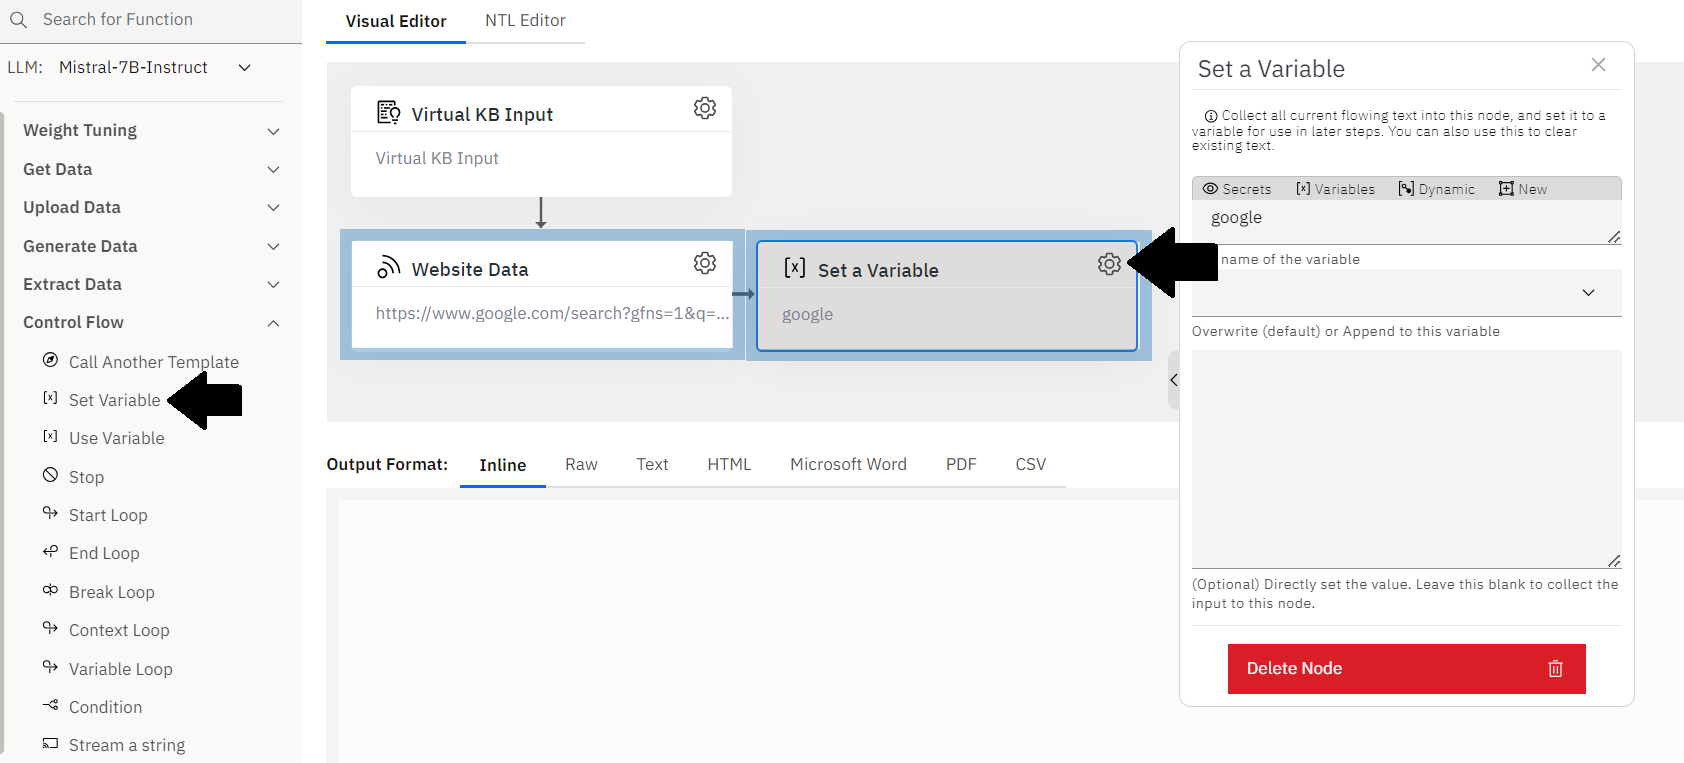 Search for Function
LLM: Mistral-7B-Instruct
Weight Tuning
Get Data
Upload Data
Generate Data
Extract Data
Control Flow
Call Another Template
Set Variable
Use Variable
Stop
Start Loop
End Loop
Break Loop
Context Loop
Variable Loop
Condition
Stream a string
Visual Editor NTL Editor
Virtual KB Input
Virtual KB Input
Website Data
https://www.google.com/search?gfns=1&q=...
Set a Variable
google
Output Format: Inline Raw Text HTML Microsoft Word PDF CSV
Set a Variable
Collect all current flowing text into this node, and set it to a
variable for use in later steps. You can also use this to clear
existing text.
Secrets [x] Variables Dynamic New
google
name of the variable
Overwrite (default) or Append to this variable
(Optional) Directly set the value. Leave this blank to collect the
input to this node.
Delete Node